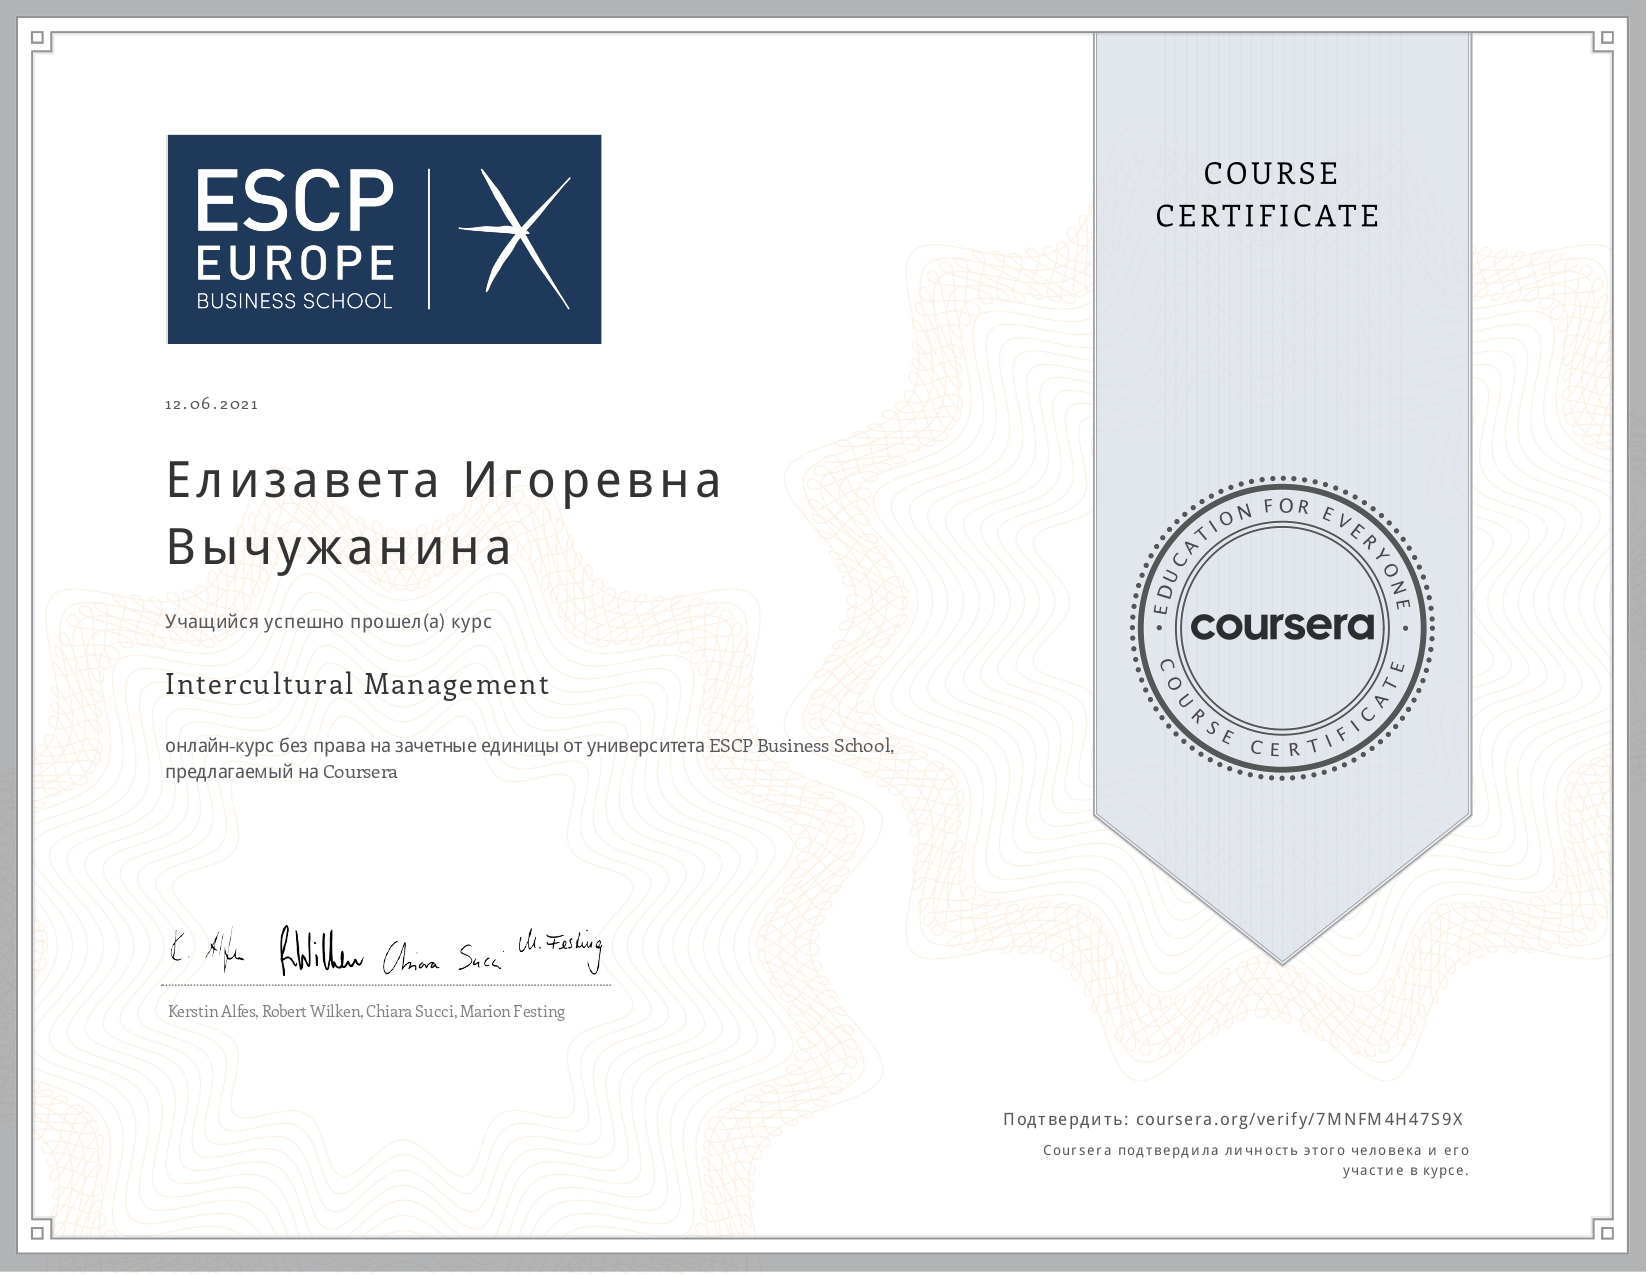 ESCP
EUROPE
BUSINESS SCHOOL
COURSE
CERTIFICATE
12.06.2021
Елизавета Игоревна
Вычужанина
Учащийся успешно прошел(а) курс
Intercultural Management
онлайн-курс без права на зачетные единицы от университета ESCP Business School,
предлагаемый на Coursera
EDUCATION FOR EVERYONE
coursera
COURSE CERTIFICATE
K. Alfes RWilken Chiara Succi M. Festing
Kerstin Alfes, Robert Wilken, Chiara Succi, Marion Festing
Подтвердить: coursera.org/verify/7MNFM4H47S9X
Coursera подтвердила личность этого человека и его
участие в курсе.